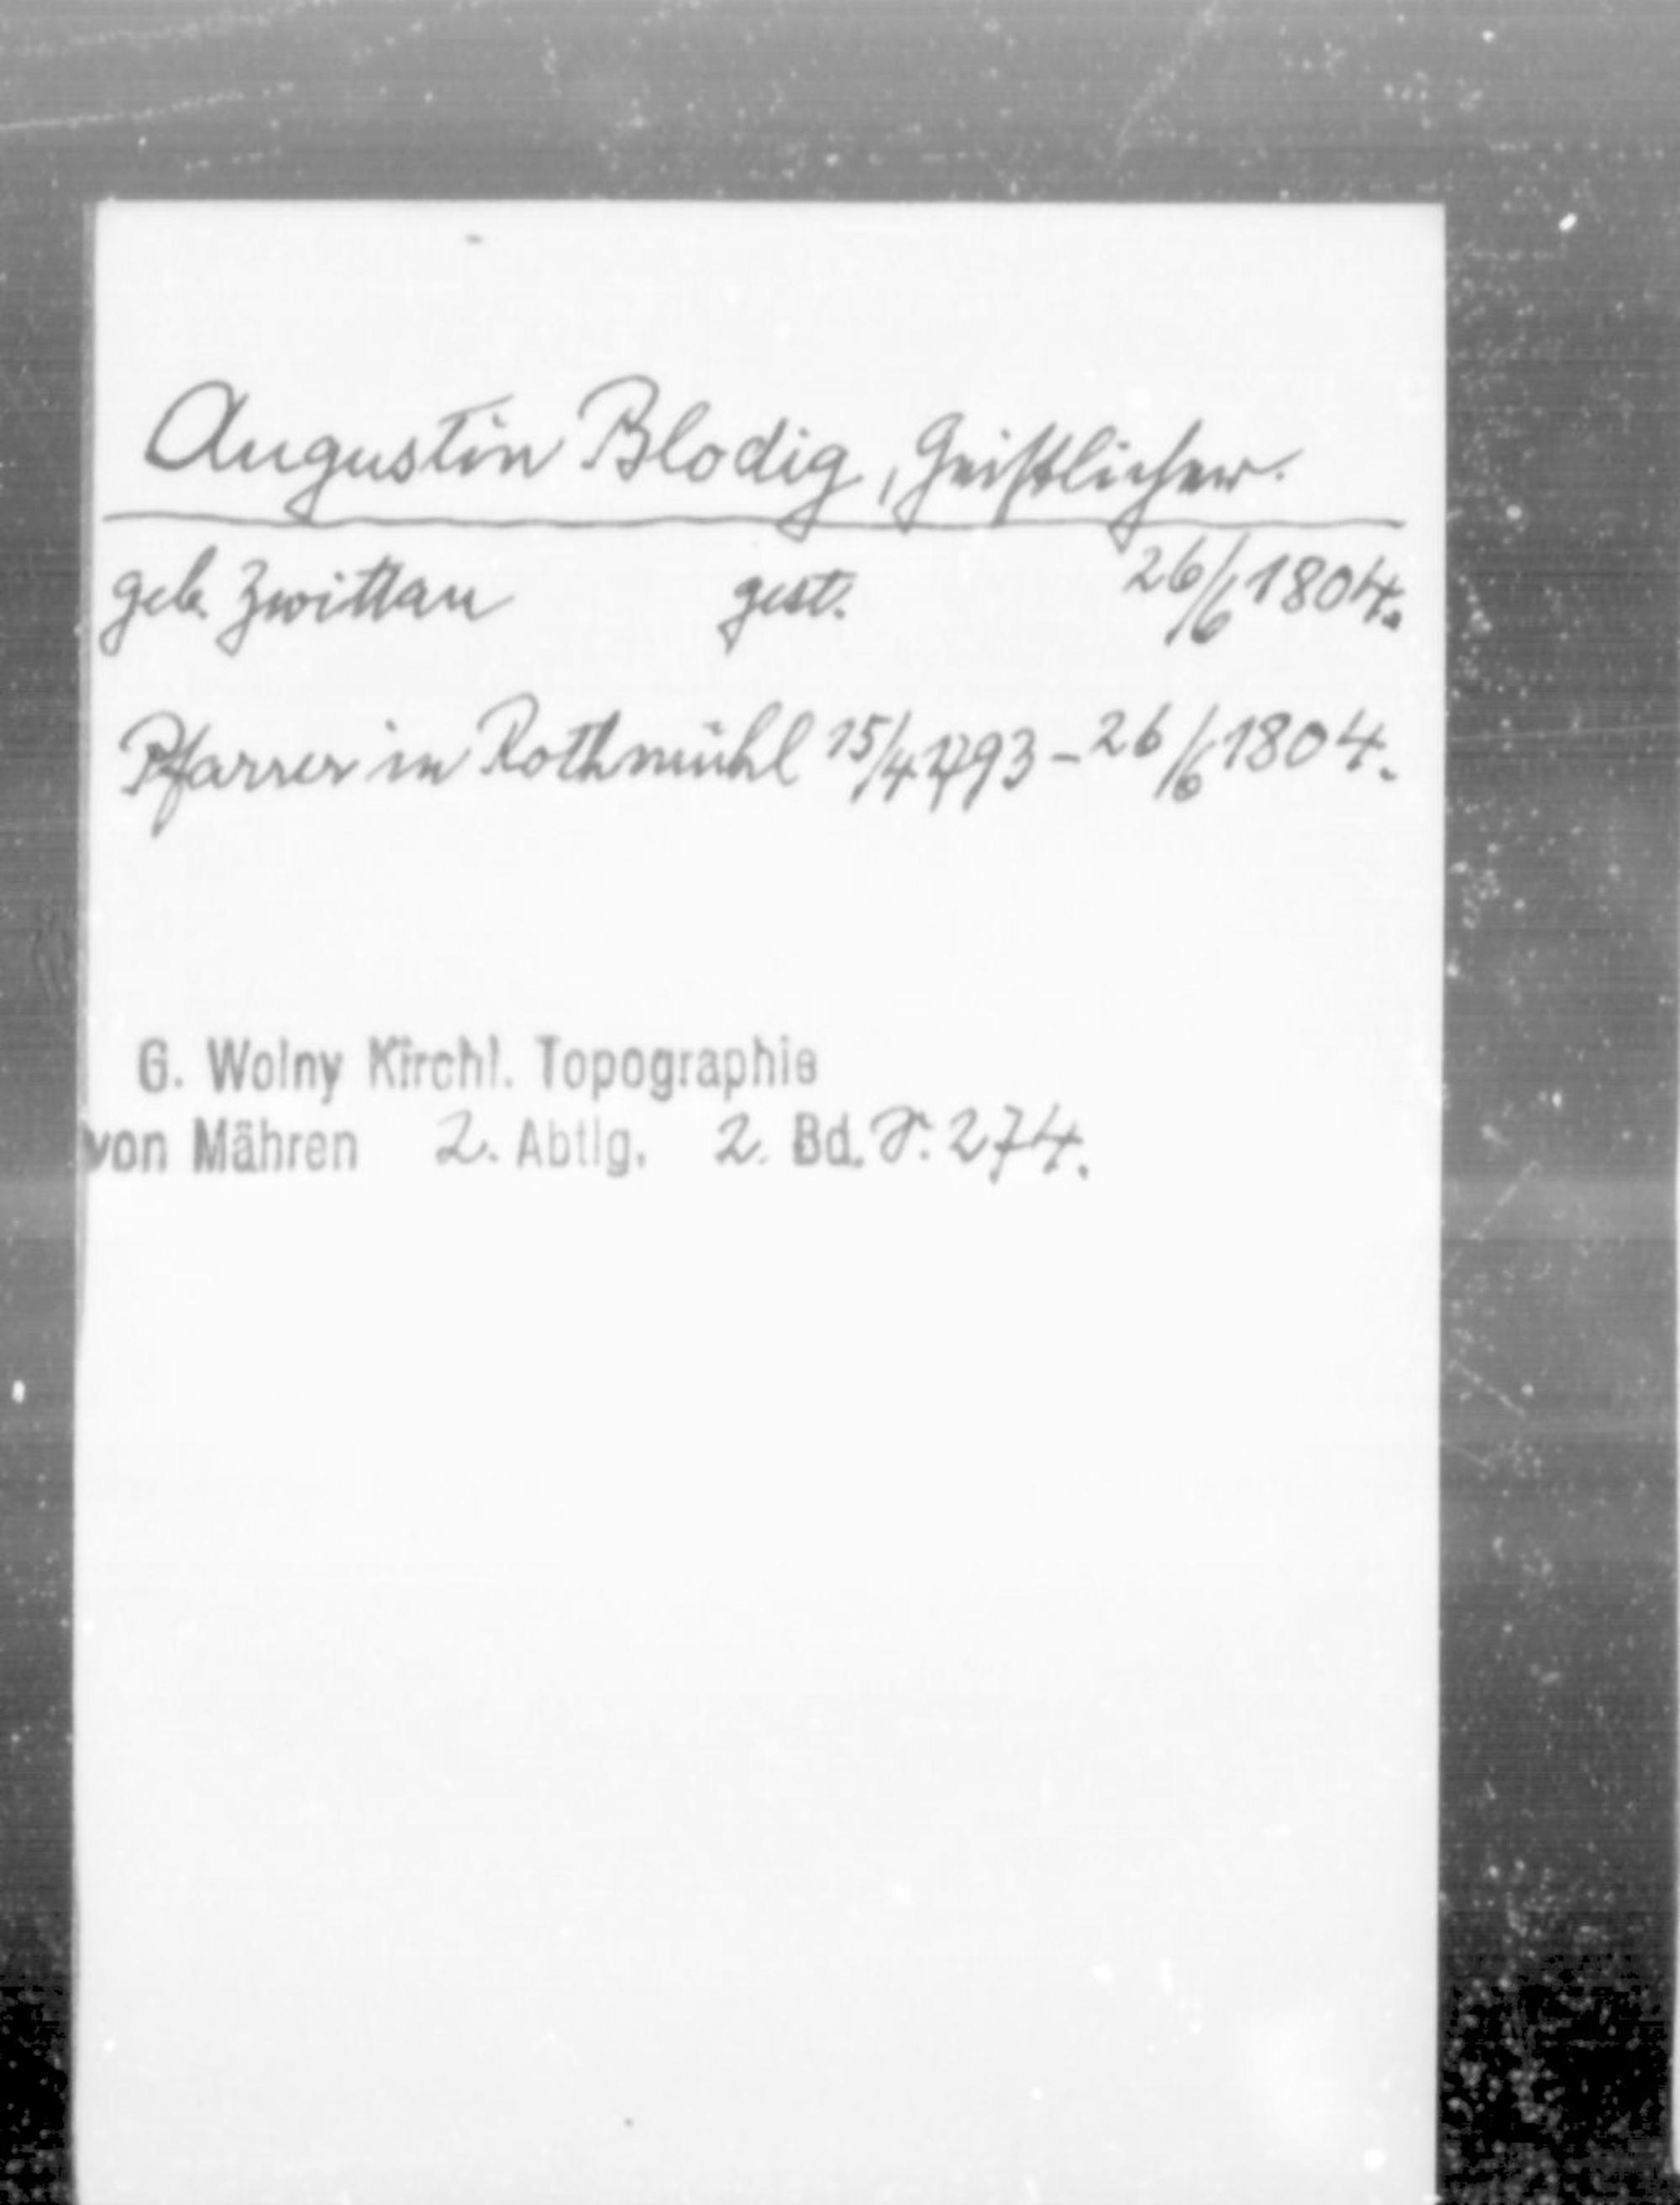 Augustin Blodig, Geistlicher.
geb. Zwittau gest. 26/6 1804.
Pfarrer in Rothmühl 15/4 1793 - 26/6 1804.
G. Wolny Kirchl. Topographie
von Mähren 2. Abtlg. 2. Bd. S. 274.